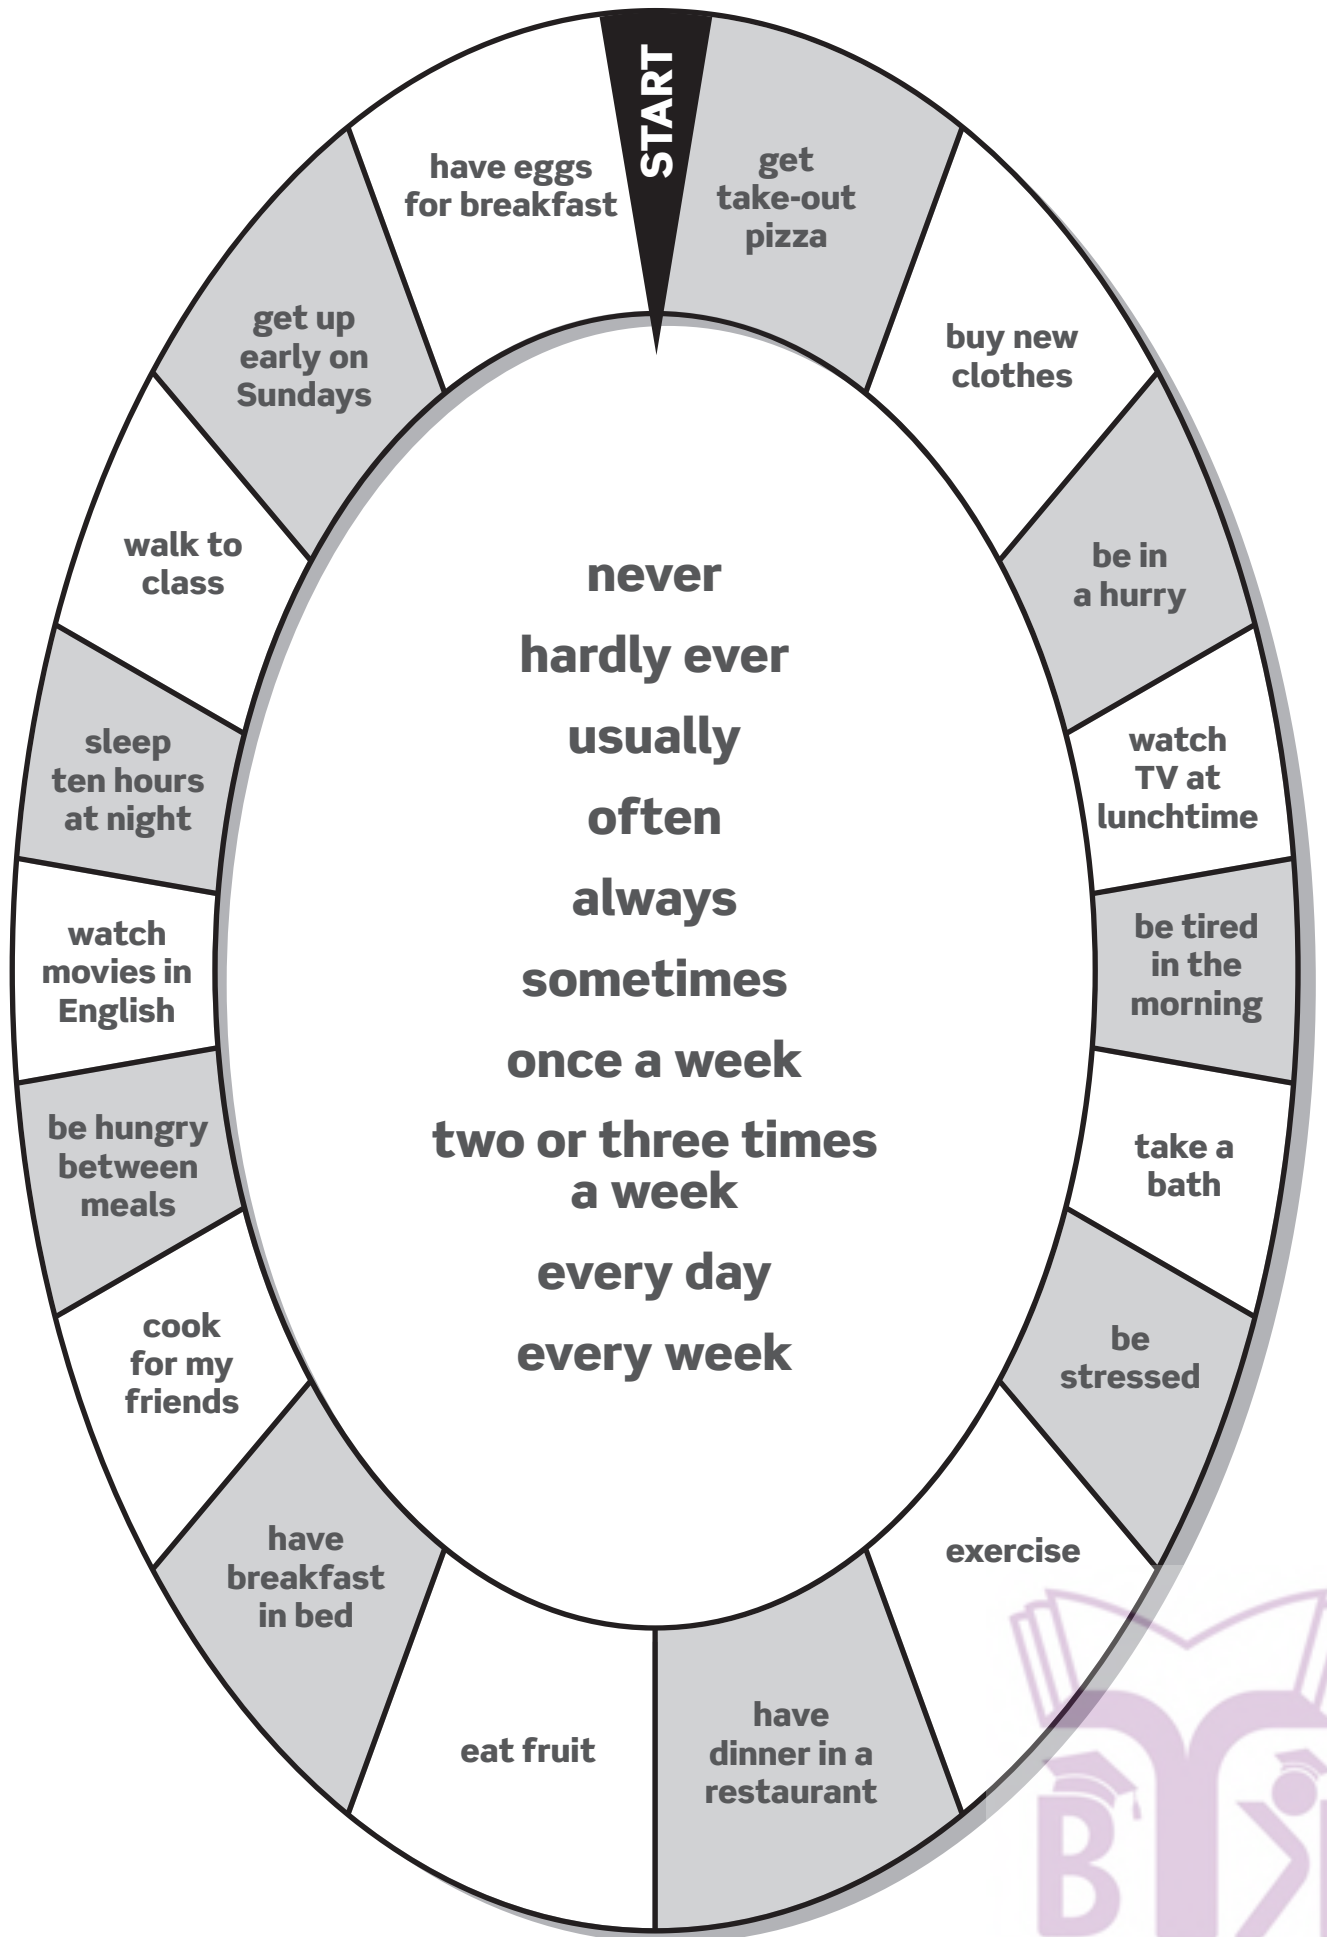 START
get
take-out
pizza
buy new
clothes
be in
a hurry
watch
TV at
lunchtime
be tired
in the
morning
take a
bath
be
stressed
exercise
have
dinner in a
restaurant
eat fruit
have
breakfast
in bed
cook
for my
friends
be hungry
between
meals
watch
movies in
English
sleep
ten hours
at night
walk to
class
get up
early on
Sundays
have eggs
for breakfast
never
hardly ever
usually
often
always
sometimes
once a week
two or three times
a week
every day
every week
B